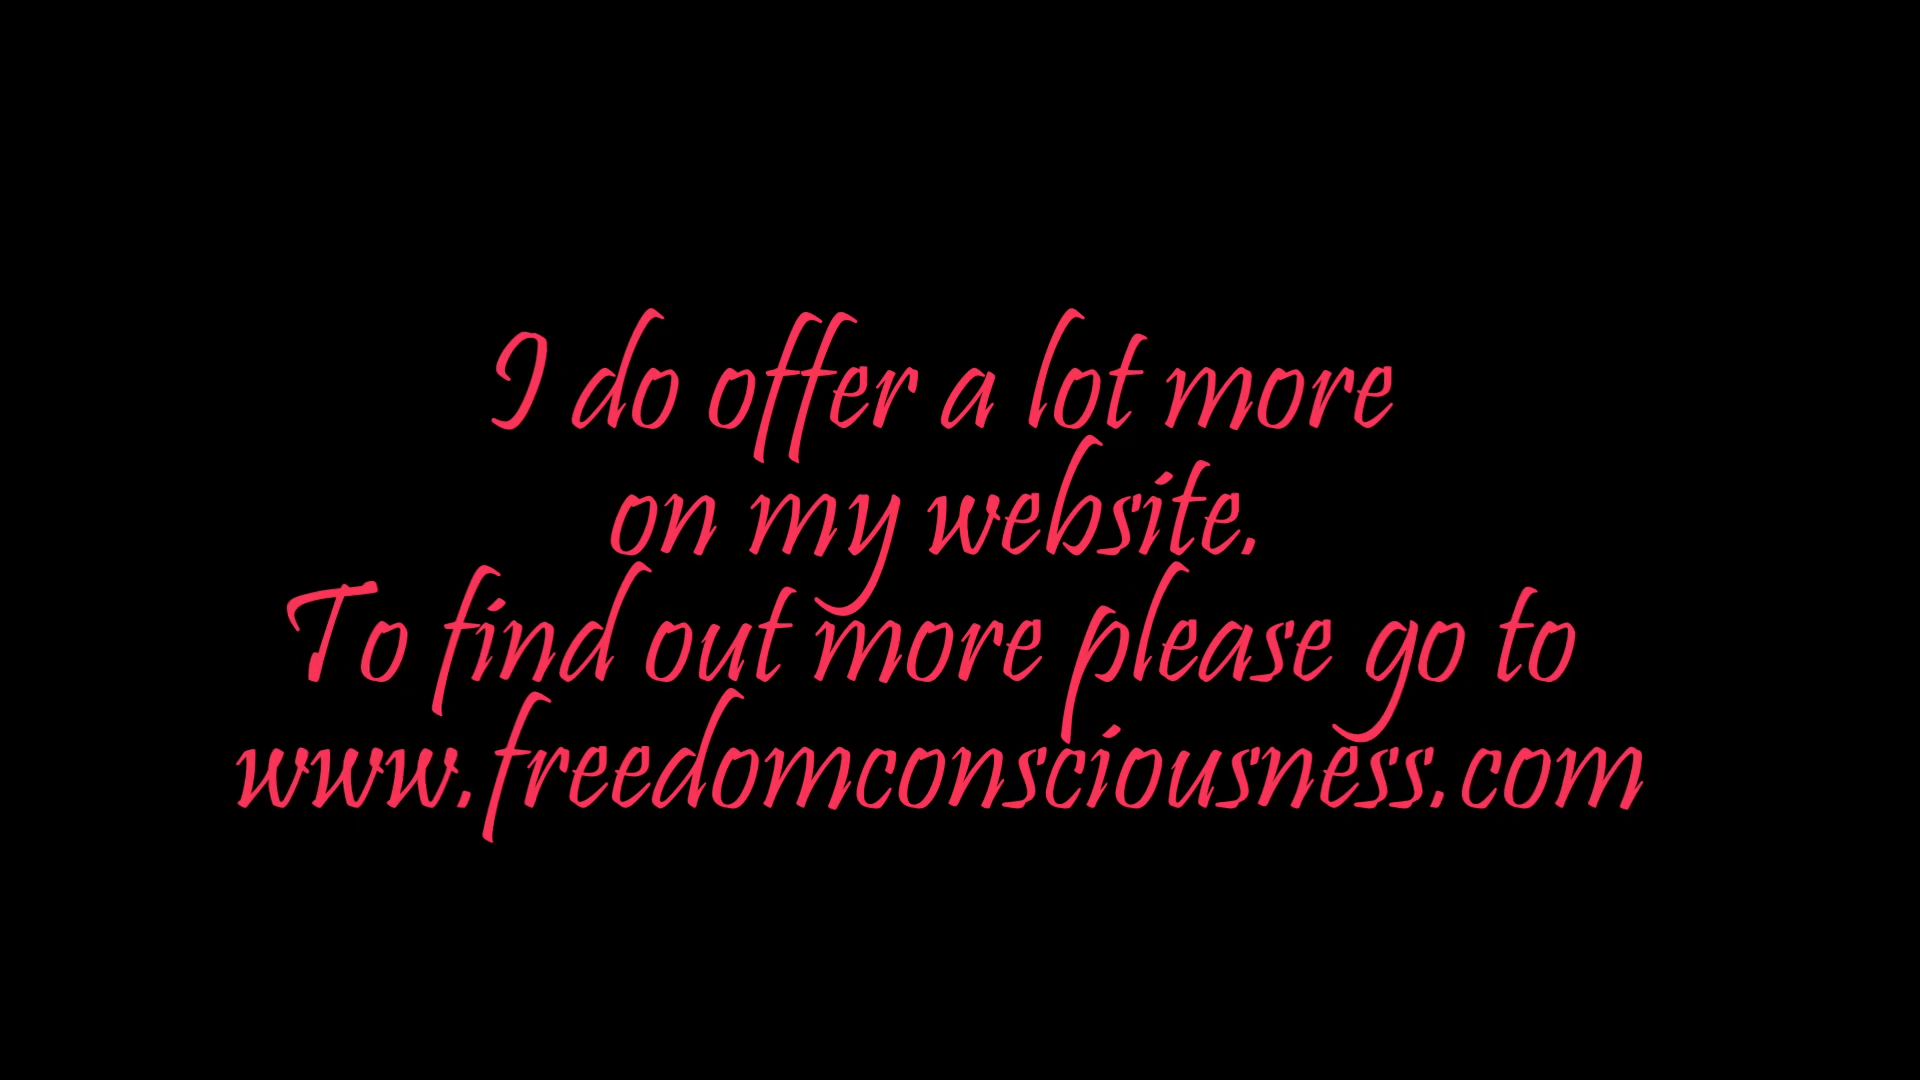 I do offer a lot more
on my website.
To find out more please go to
www.freedomconsciousness.com